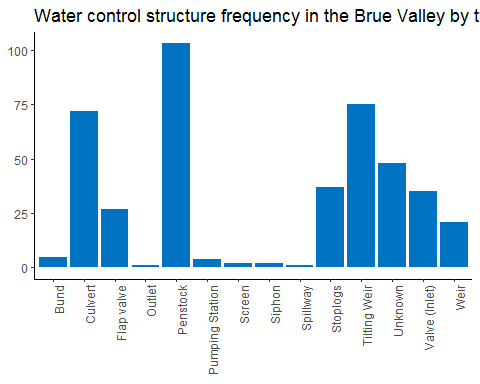 Water control structure frequency in the Brue Valley by t
100
75
50
25
0
Bund
Culvert
Flap valve
Outlet
Penstock
Pumping Station
Screen
Siphon
Spillway
Stoplogs
Tilting Weir
Unknown
Valve (Inlet)
Weir